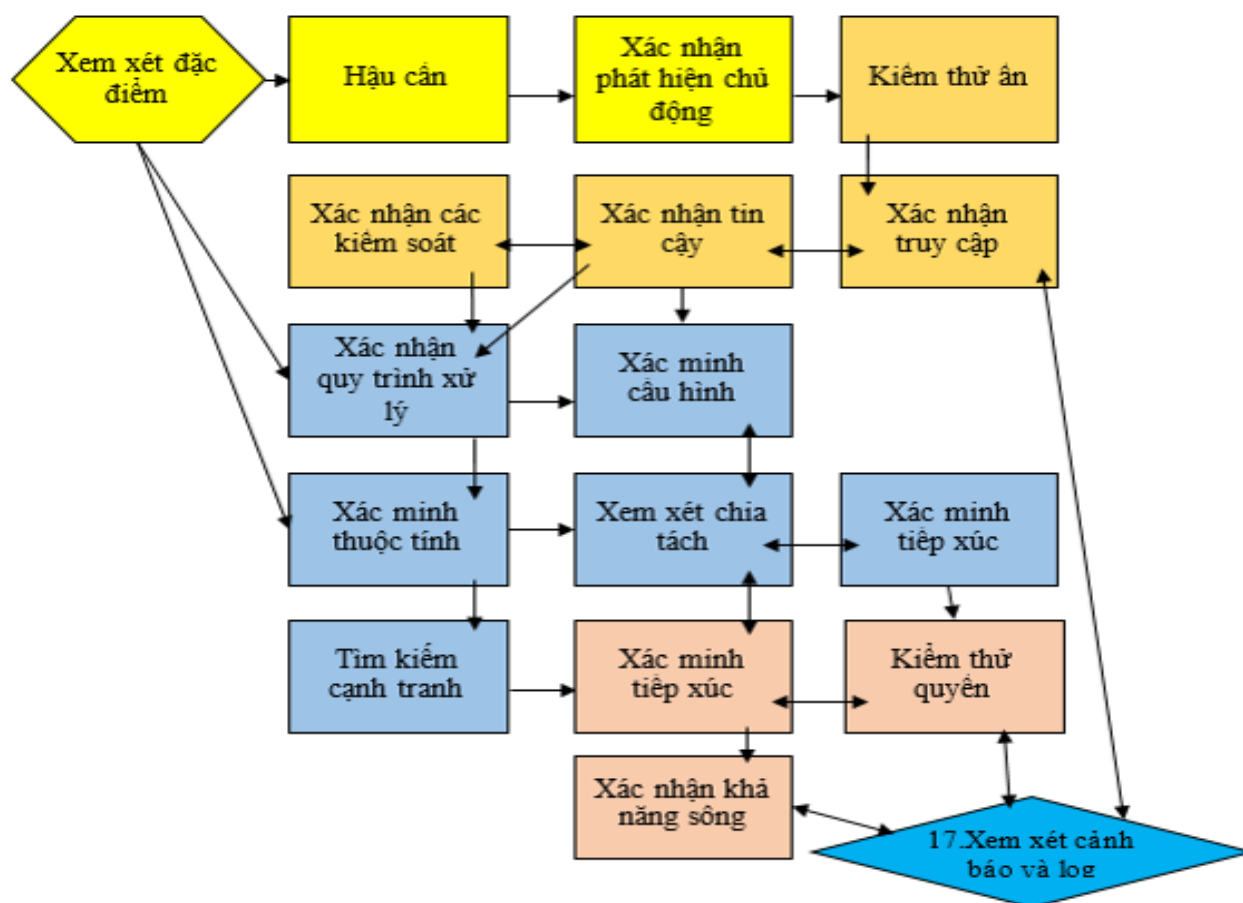 Xem xét đặc
điểm
Hậu cần
Xác nhận
phát hiện chủ
động
Kiểm thử ẩn
Xác nhận các
kiểm soát
Xác nhận tin
cậy
Xác nhận
truy cập
Xác nhận
quy trình xử
lý
Xác minh
cấu hình
Xác minh
thuộc tính
Xem xét chia
tách
Xác minh
tiếp xúc
Tìm kiếm
cạnh tranh
Xác minh
tiếp xúc
Kiểm thử
quyền
Xác nhận khả
năng sống
17.Xem xét cảnh
báo và log